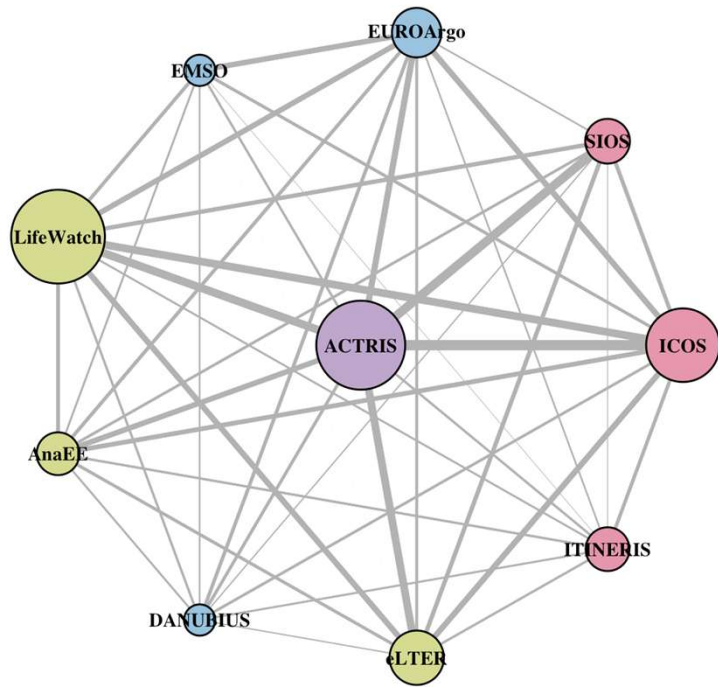 EUROArgo
EMSO
SIOS
LifeWatch
ACTRIS
ICOS
AnaEE
ITINERIS
DANUBIUS
eLTER